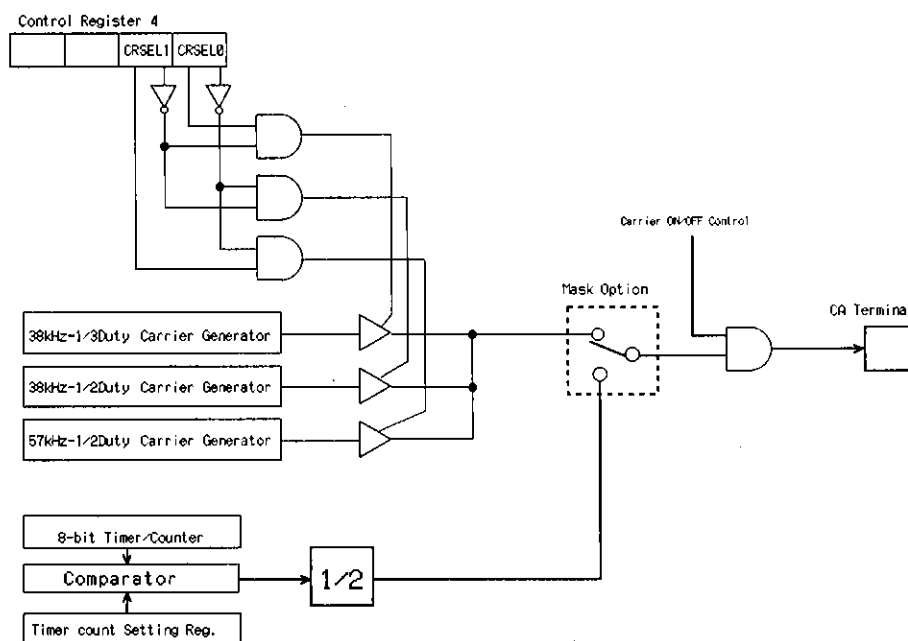 Control Register 4
CRSEL1 CRSEL0
Carrier ON/OFF Control
Mask Option
CA Termina
38kHz-1/3Duty Carrier Generator
38kHz-1/2Duty Carrier Generator
57kHz-1/2Duty Carrier Generator
8-bit Timer/Counter
Comparator
1/2
Timer count Setting Reg.